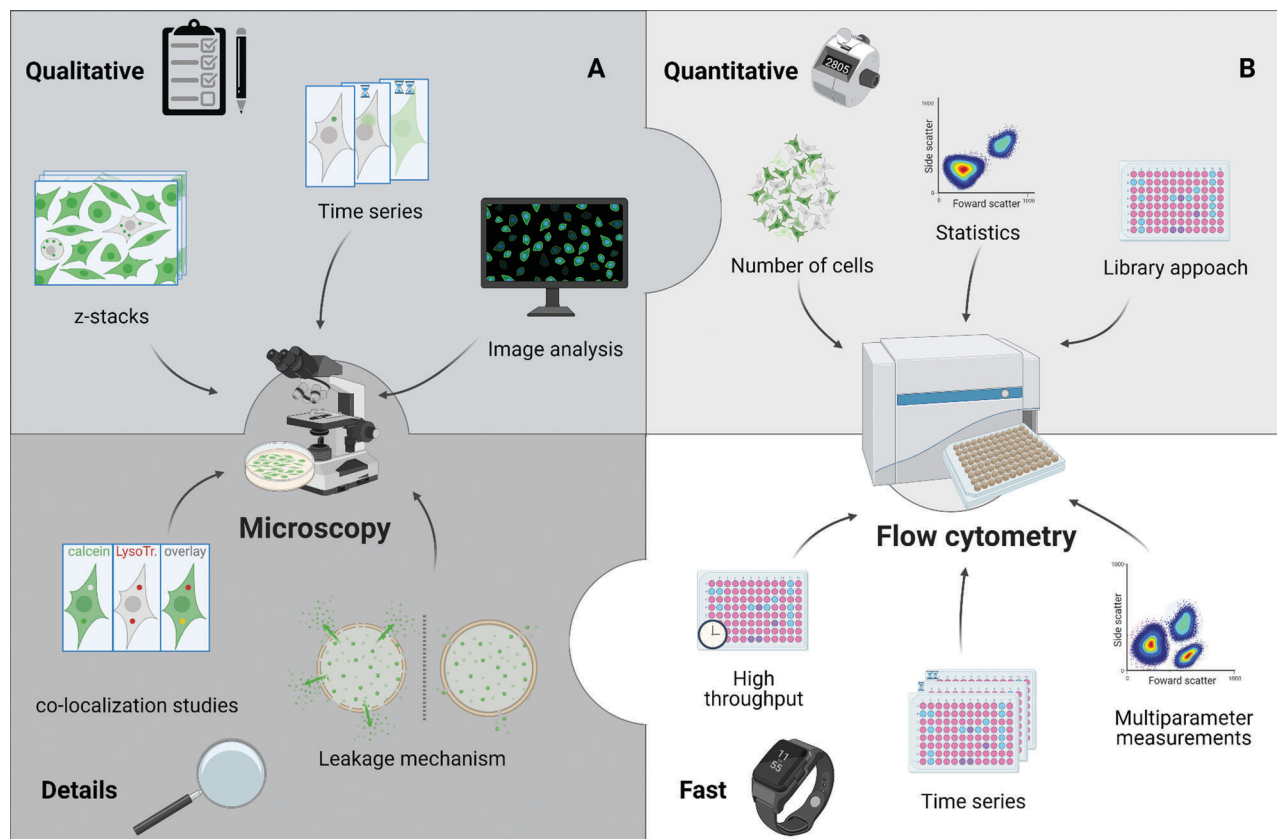 Qualitative
A
Time series
z-stacks
Image analysis
Microscopy
calcein LysoTr. overlay
co-localization studies
Leakage mechanism
Details
Quantitative
2805
B
Number of cells
1000
Side scatter
0
0 1000
Foward scatter
Statistics
Library appoach
Flow cytometry
High
throughput
11
55
Fast
Time series
1000
Side scatter
0
0 1000
Foward scatter
Multiparameter
measurements